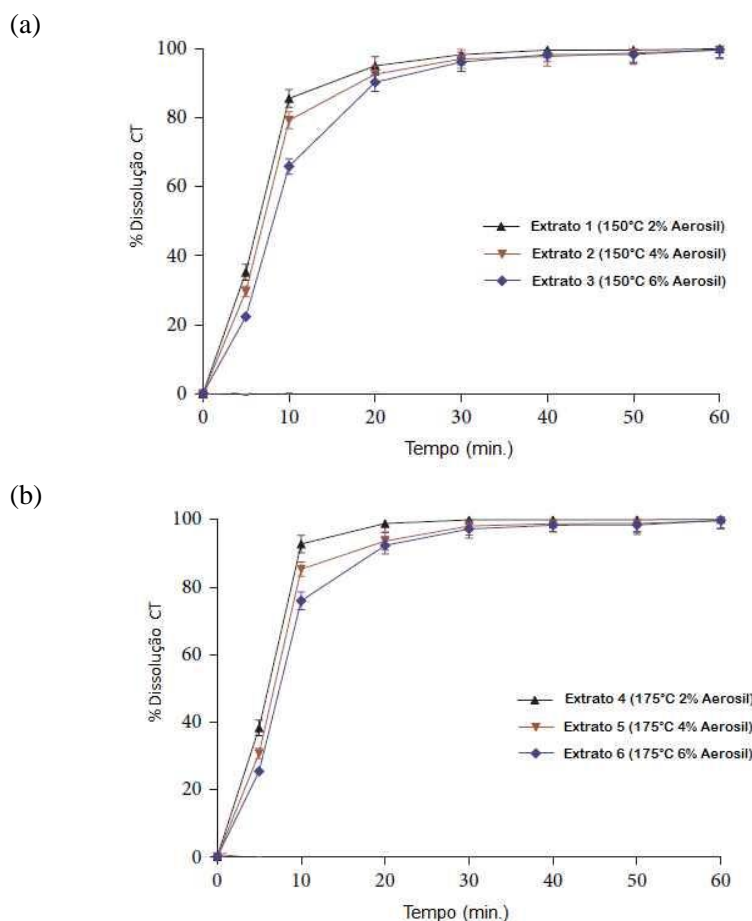 (a)
100
80
60
40
20
0
% Dissolução CT
Extrato 1 (150°C 2% Aerosil)
Extrato 2 (150°C 4% Aerosil)
Extrato 3 (150°C 6% Aerosil)
0 10 20 30 40 50 60
Tempo (min.)
(b)
100
80
60
40
20
0
% Dissolução CT
Extrato 4 (175°C 2% Aerosil)
Extrato 5 (175°C 4% Aerosil)
Extrato 6 (175°C 6% Aerosil)
0 10 20 30 40 50 60
Tempo (min.)